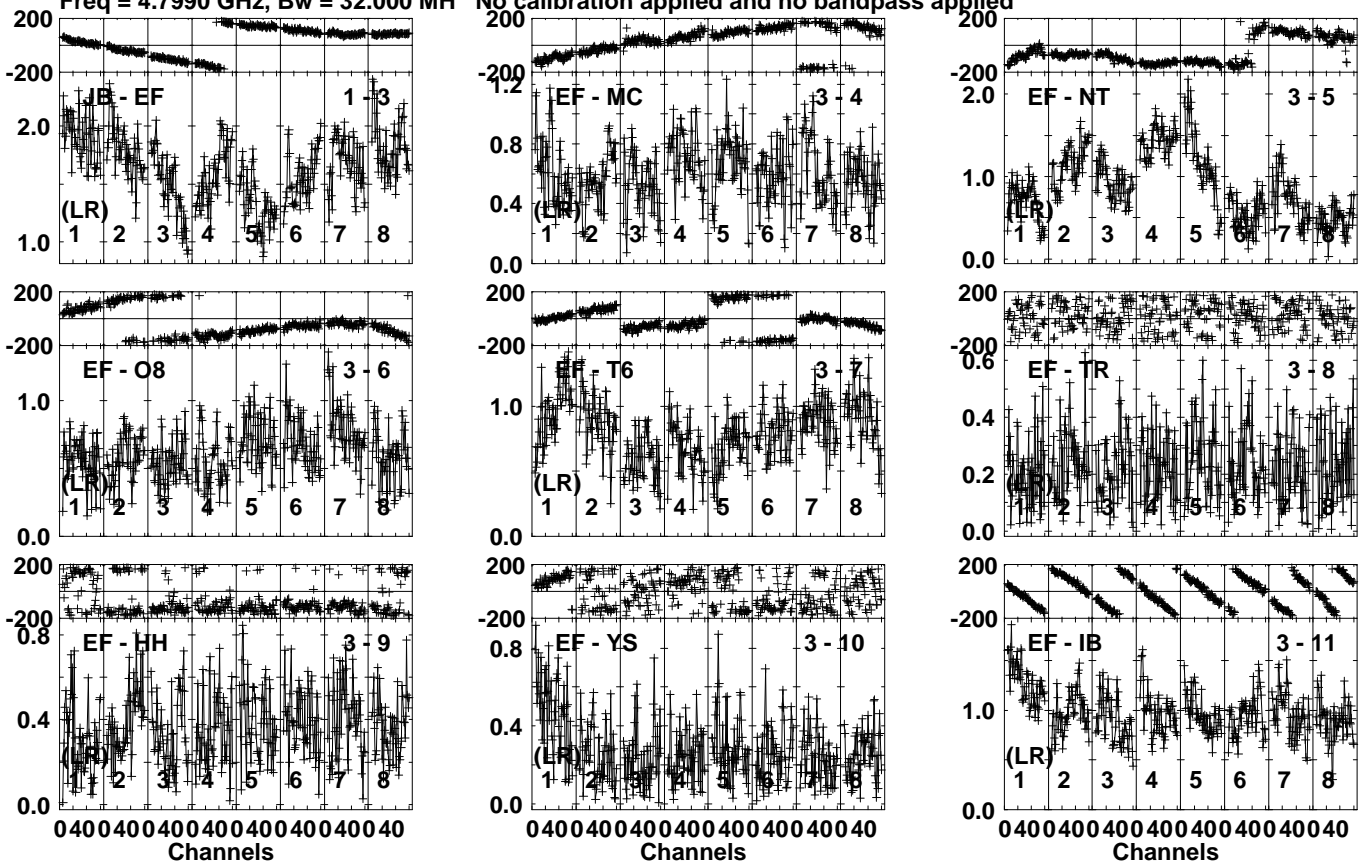 Freq = 4.7990 GHz, Bw = 32.000 MH No calibration applied and no bandpass applied
200
-200
JB - EF 1 - 3
2.0
(LR)
1 2 3 4 5 6 7 8
1.0
200
-200
1.2
EF - MC 3 - 4
0.8
0.4
(LR)
1 2 3 4 5 6 7 8
0.0
200
-200
2.0
EF - NT 3 - 5
1.0
(LR)
1 2 3 4 5 6 7 8
0.0
200
-200
EF - O8 3 - 6
1.0
(LR)
1 2 3 4 5 6 7 8
0.0
200
-200
EF - T6 3 - 7
1.0
(LR)
1 2 3 4 5 6 7 8
0.0
200
-200
0.6
EF - TR 3 - 8
0.4
0.2
(LR)
1 2 3 4 5 6 7 8
0.0
200
-200
0.8
EF - HH 3 - 9
0.4
(LR)
1 2 3 4 5 6 7 8
0.0
0 40 0 40 0 40 0 40 0 40 0 40 0 40 0 40
Channels
200
-200
0.8
EF - YS 3 - 10
0.4
(LR)
1 2 3 4 5 6 7 8
0.0
0 40 0 40 0 40 0 40 0 40 0 40 0 40 0 40
Channels
200
-200
EF - IB 3 - 11
1.0
(LR)
1 2 3 4 5 6 7 8
0.0
0 40 0 40 0 40 0 40 0 40 0 40 0 40 0 40
Channels